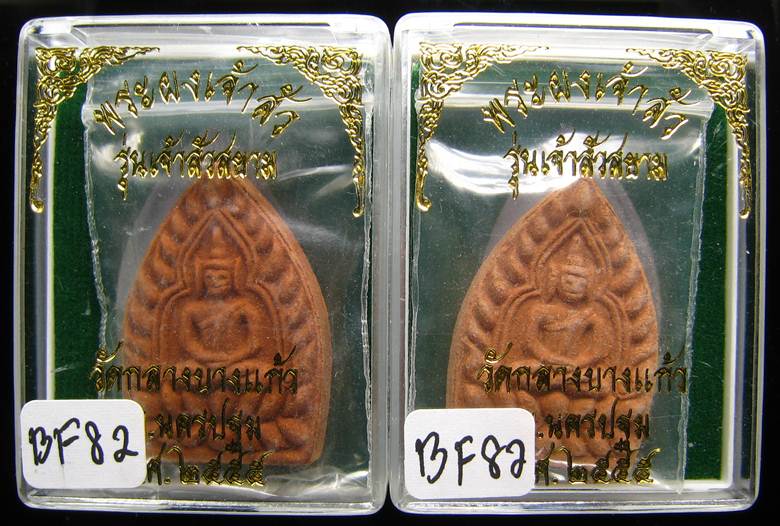 พระผงเจ้าสัว
รุ่นเจ้าสัวสยาม
วัดกลางบางแก้ว
.นครปฐม
ศ.๒๕๕๕
BF82
พระผงเจ้าสัว
รุ่นเจ้าสัวสยาม
วัดกลางบางแก้ว
.นครปฐม
ศ.๒๕๕๕
BF82